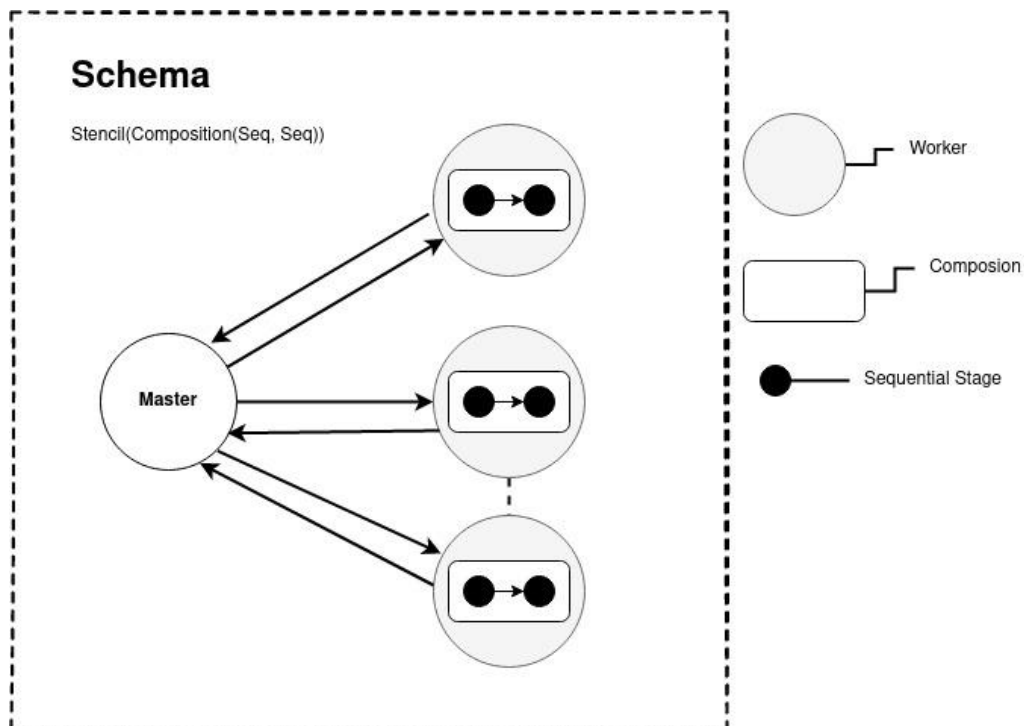 Schema
Stencil(Composition(Seq, Seq))
Worker
Composion
Sequential Stage
Master